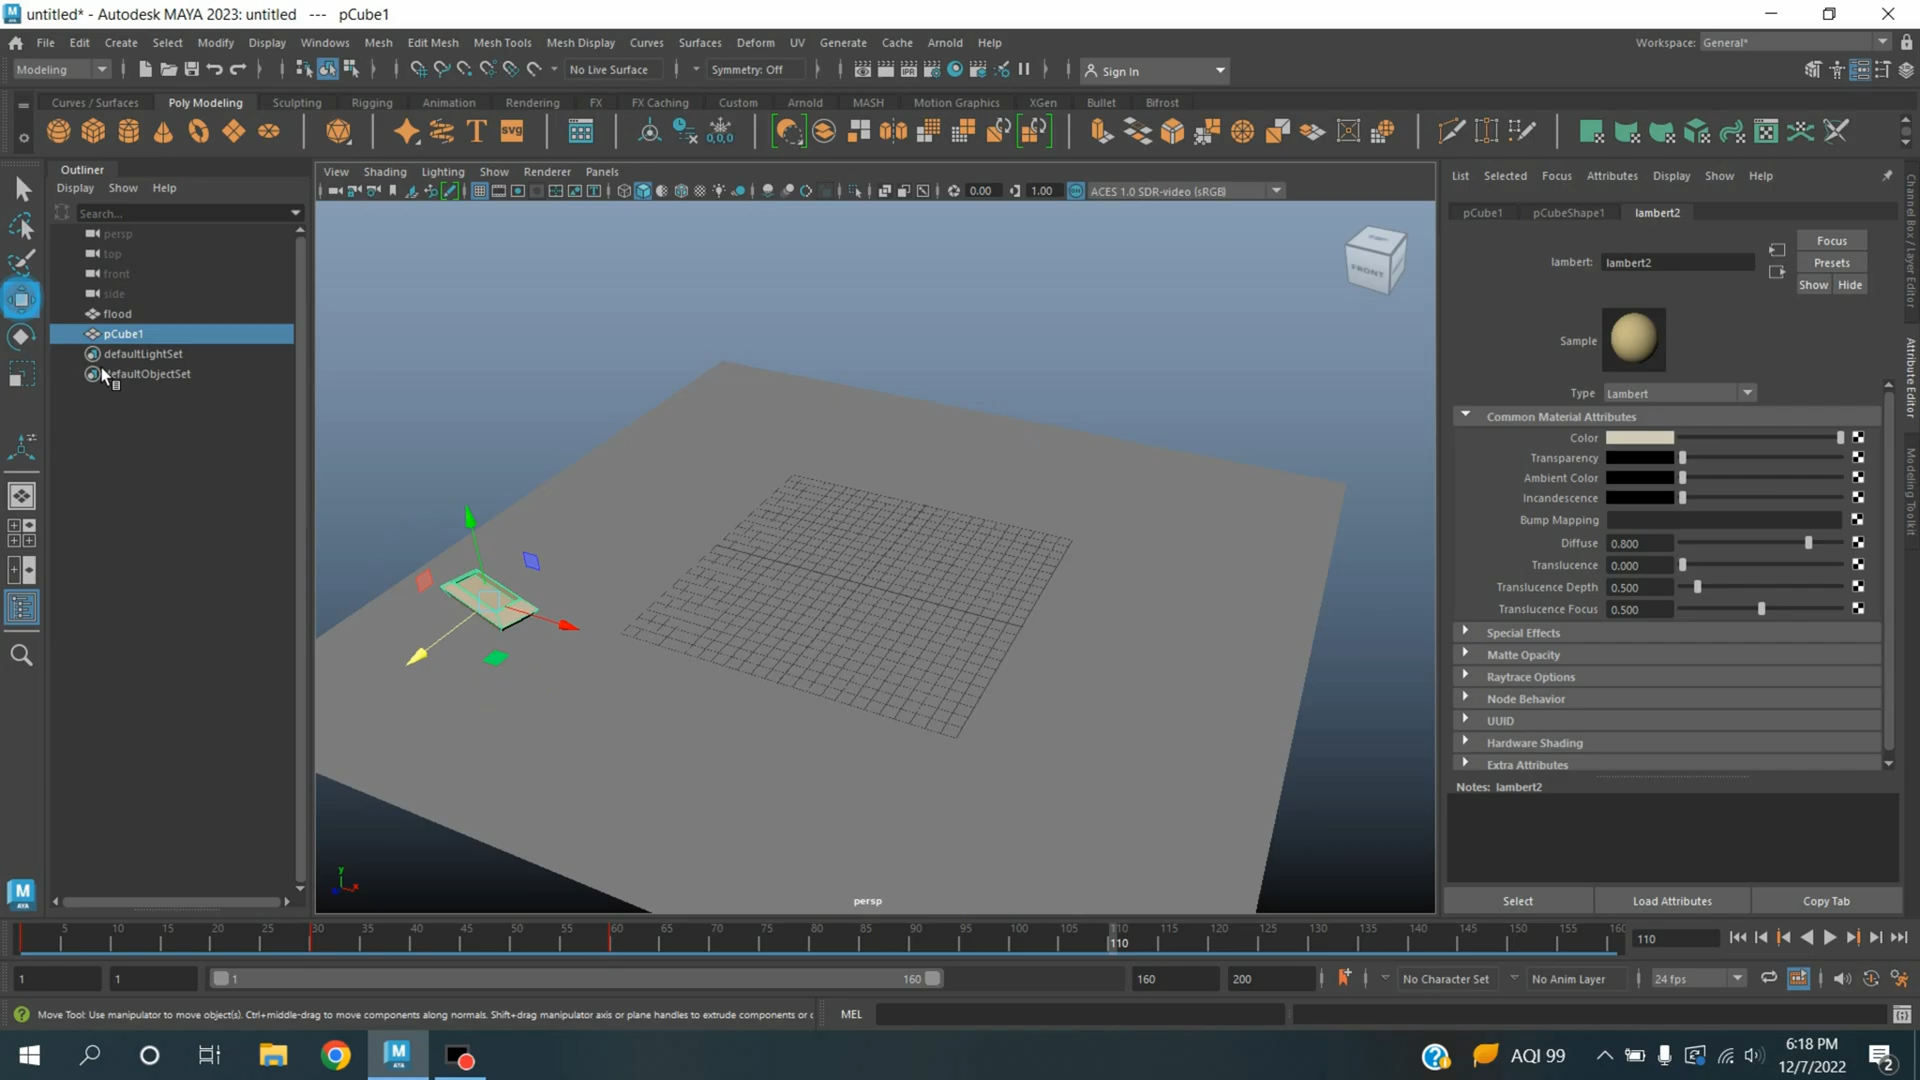 untitled* - Autodesk MAYA 2023: untitled --- pCube1
File Edit Create Select Modify Display Windows Mesh Edit Mesh Mesh Tools Mesh Display Curves Surfaces Deform UV Generate Cache Arnold Help
Workspace: General*
Modeling No Live Surface Symmetry: Off Sign In
Curves / Surfaces Poly Modeling Sculpting Rigging Animation Rendering FX FX Caching Custom Arnold MASH Motion Graphics XGen Bullet Bifrost
Outliner
Display Show Help
Search...
persp
top
front
side
flood
pCube1
defaultLightSet
defaultObjectSet
View Shading Lighting Show Renderer Panels
0.00 1.00 ACES 1.0 SDR-video (sRGB)
FRONT
y
x
persp
List Selected Focus Attributes Display Show Help
pCube1 pCubeShape1 lambert2
lambert: lambert2
Focus
Presets
Show Hide
Sample
Type Lambert
Common Material Attributes
Color
Transparency
Ambient Color
Incandescence
Bump Mapping
Diffuse 0.800
Translucence 0.000
Translucence Depth 0.500
Translucence Focus 0.500
Special Effects
Matte Opacity
Raytrace Options
Node Behavior
UUID
Hardware Shading
Extra Attributes
Notes: lambert2
Select Load Attributes Copy Tab
Channel Box / Layer Editor
Attribute Editor
Modeling Toolkit
5 10 15 20 25 30 35 40 45 50 55 60 65 70 75 80 85 90 95 100 105 110 115 120 125 130 135 140 145 150 155 160
110
110
1 1 1 160 160 200 No Character Set No Anim Layer 24 fps
Move Tool: Use manipulator to move object(s). Ctrl+middle-drag to move components along normals. Shift+drag manipulator axis or plane handles to extrude components or
MEL
AQI 99
6:18 PM
12/7/2022
2